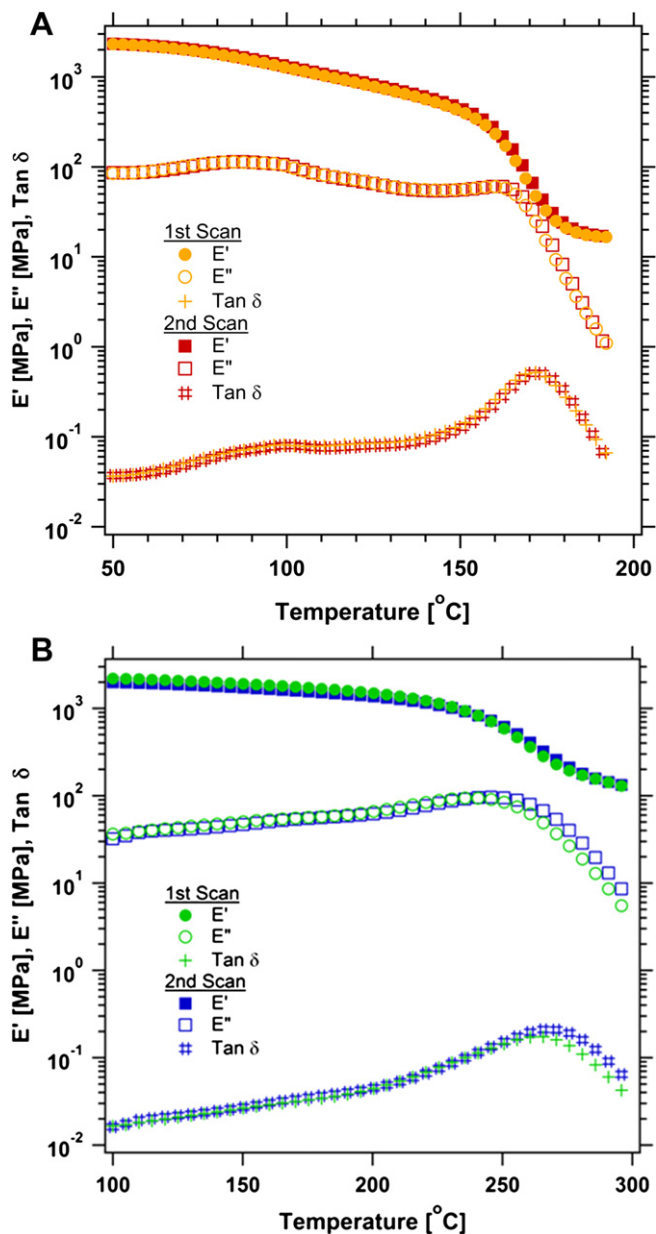 A
10³
10²
10¹
10⁰
10⁻¹
10⁻²
E' [MPa], E'' [MPa], Tan δ
1st Scan
E'
E''
Tan δ
2nd Scan
E'
E''
Tan δ
50 100 150 200
Temperature [°C]
B
10³
10²
10¹
10⁰
10⁻¹
10⁻²
E' [MPa], E'' [MPa], Tan δ
1st Scan
E'
E''
Tan δ
2nd Scan
E'
E''
Tan δ
100 150 200 250 300
Temperature [°C]